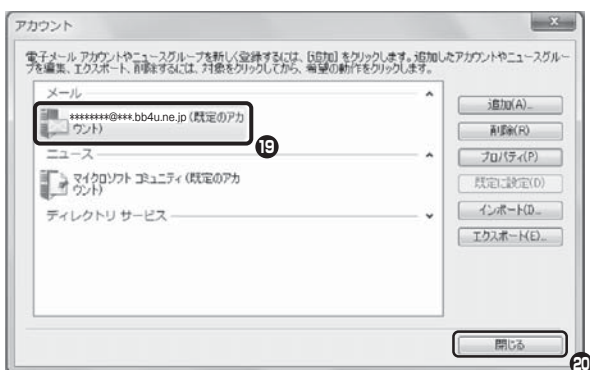 アカウント
電子メール アカウントやニュースグループを新しく登録するには、[追加] をクリックします。追加したアカウントやニュースグルー
プを編集、エクスポート、削除するには、対象をクリックしてから、希望の動作をクリックします。
メール
********@***.bb4u.ne.jp (既定のアカ
ウント)
⑲
ニュース
マイクロソフト コミュニティ (既定のアカ
ウント)
ディレクトリ サービス
追加(A)...
削除(R)
プロパティ(P)
既定に設定(D)
インポート(I)...
エクスポート(E)...
閉じる
⑳